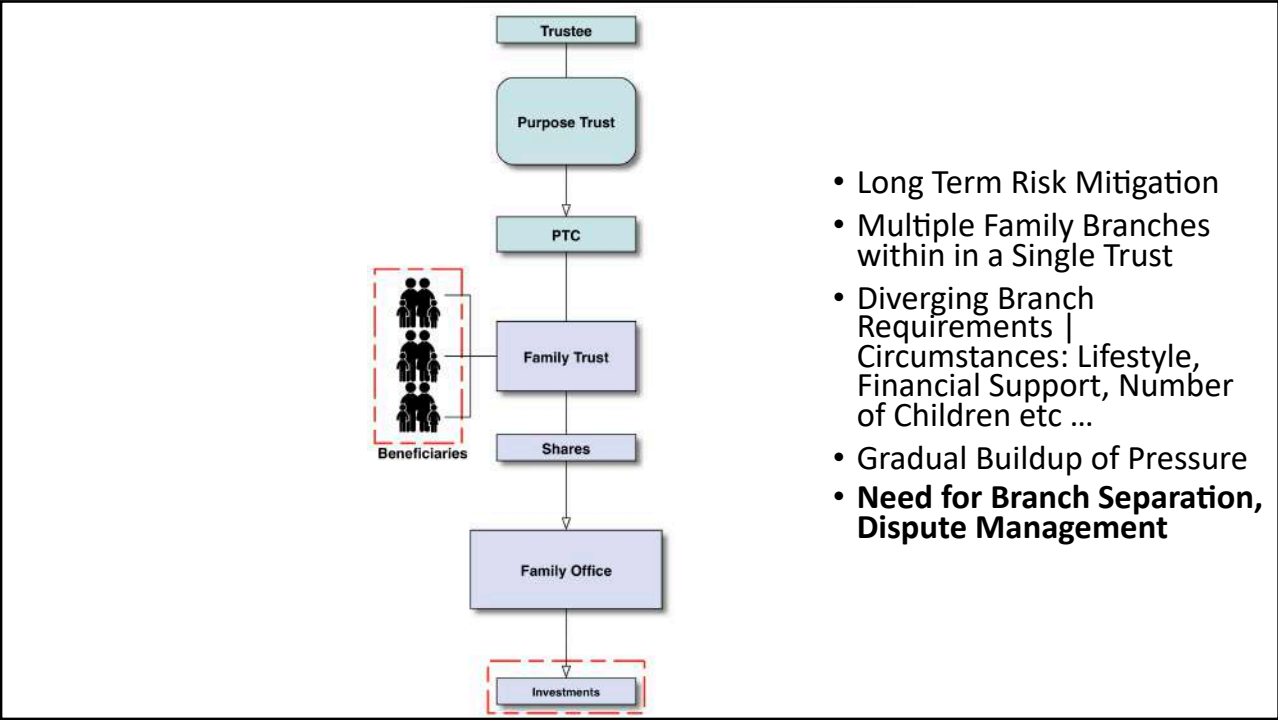 Trustee
Purpose Trust
PTC
Family Trust
Beneficiaries
Shares
Family Office
Investments
• Long Term Risk Mitigation
• Multiple Family Branches
within in a Single Trust
• Diverging Branch
Requirements |
Circumstances: Lifestyle,
Financial Support, Number
of Children etc …
• Gradual Buildup of Pressure
• Need for Branch Separation,
Dispute Management